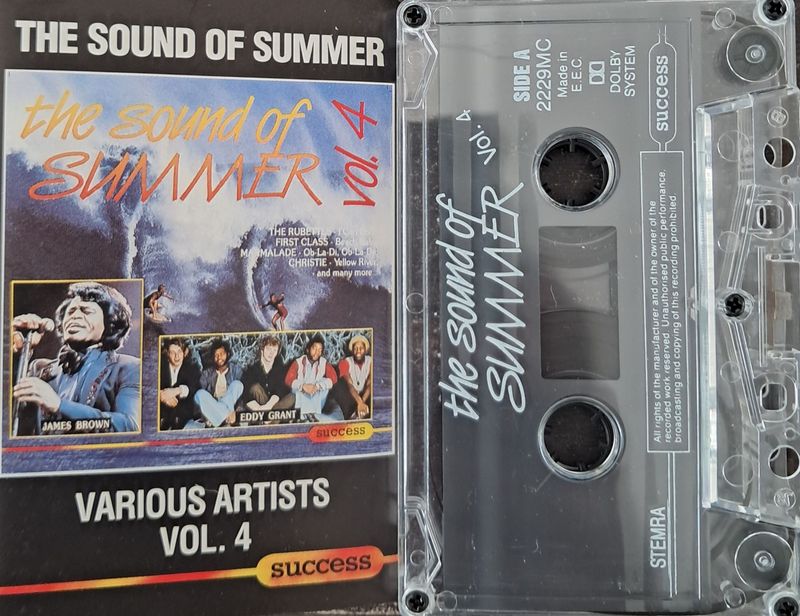 THE SOUND OF SUMMER
the sound of
SUMMER
vol. 4
THE RUBETTES -
FIRST CLASS -
MARMALADE - Ob-La-Di, Ob-La-Da
CHRISTIE - Yellow River
and many more
JAMES BROWN
EDDY GRANT
success
VARIOUS ARTISTS
VOL. 4
success
the sound of
SUMMER
vol. 4
SIDE A
2229MC
Made in
E.E.C.
DOLBY
SYSTEM
success
All rights of the manufacturer and of the owner of the
recorded work reserved. Unauthorised public performance,
broadcasting and copying of this recording prohibited.
STEMRA